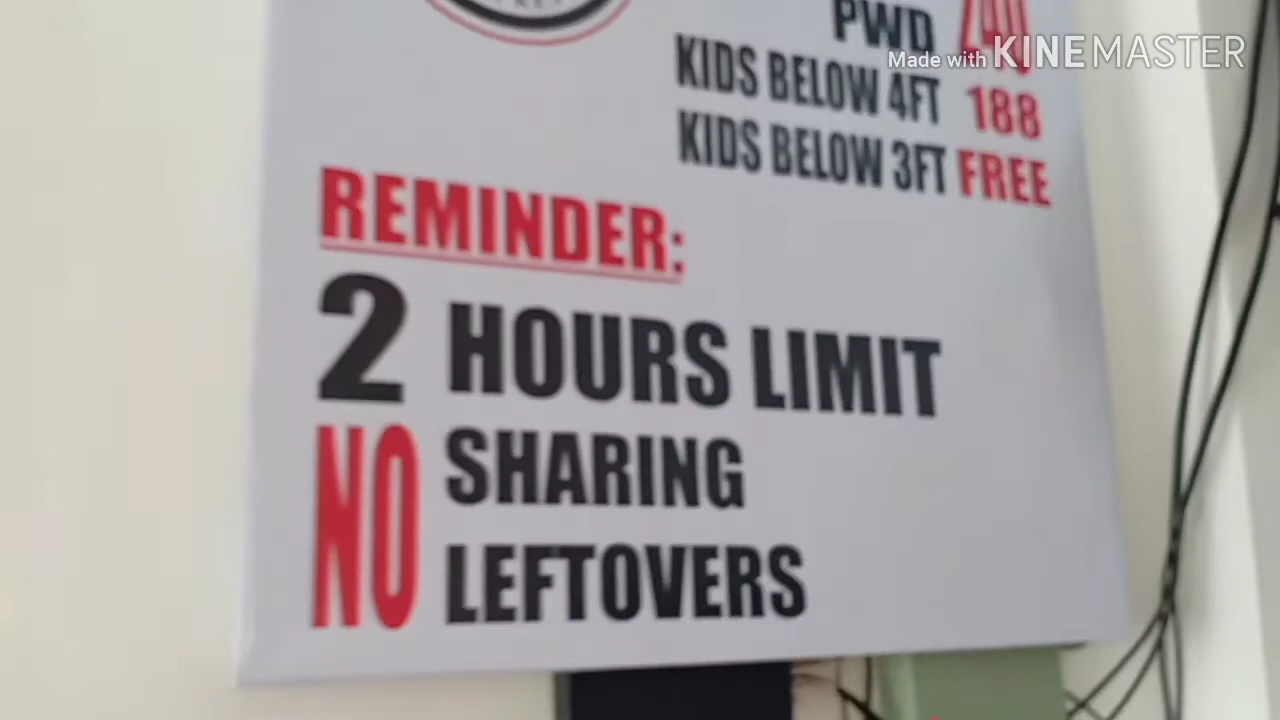 PWD 240
Made with KINEMASTER
KIDS BELOW 4FT 188
KIDS BELOW 3FT FREE
REMINDER:
2 HOURS LIMIT
NO SHARING
LEFTOVERS